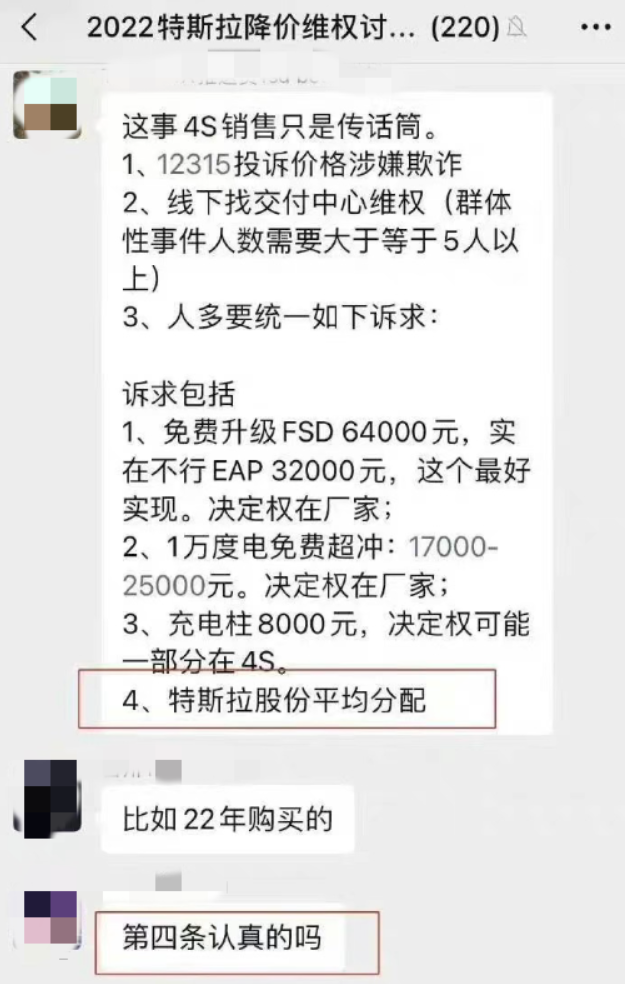 2022特斯拉降价维权讨... (220)
这事4S销售只是传话筒。
1、12315投诉价格涉嫌欺诈
2、线下找交付中心维权（群体
性事件人数需要大于等于5人以
上）
3、人多要统一如下诉求：
诉求包括
1、免费升级FSD 64000元，实
在不行EAP 32000元，这个最好
实现。决定权在厂家；
2、1万度电免费超冲：17000-
25000元。决定权在厂家；
3、充电柱8000元，决定权可能
一部分在4S。
4、特斯拉股份平均分配
比如22年购买的
第四条认真的吗